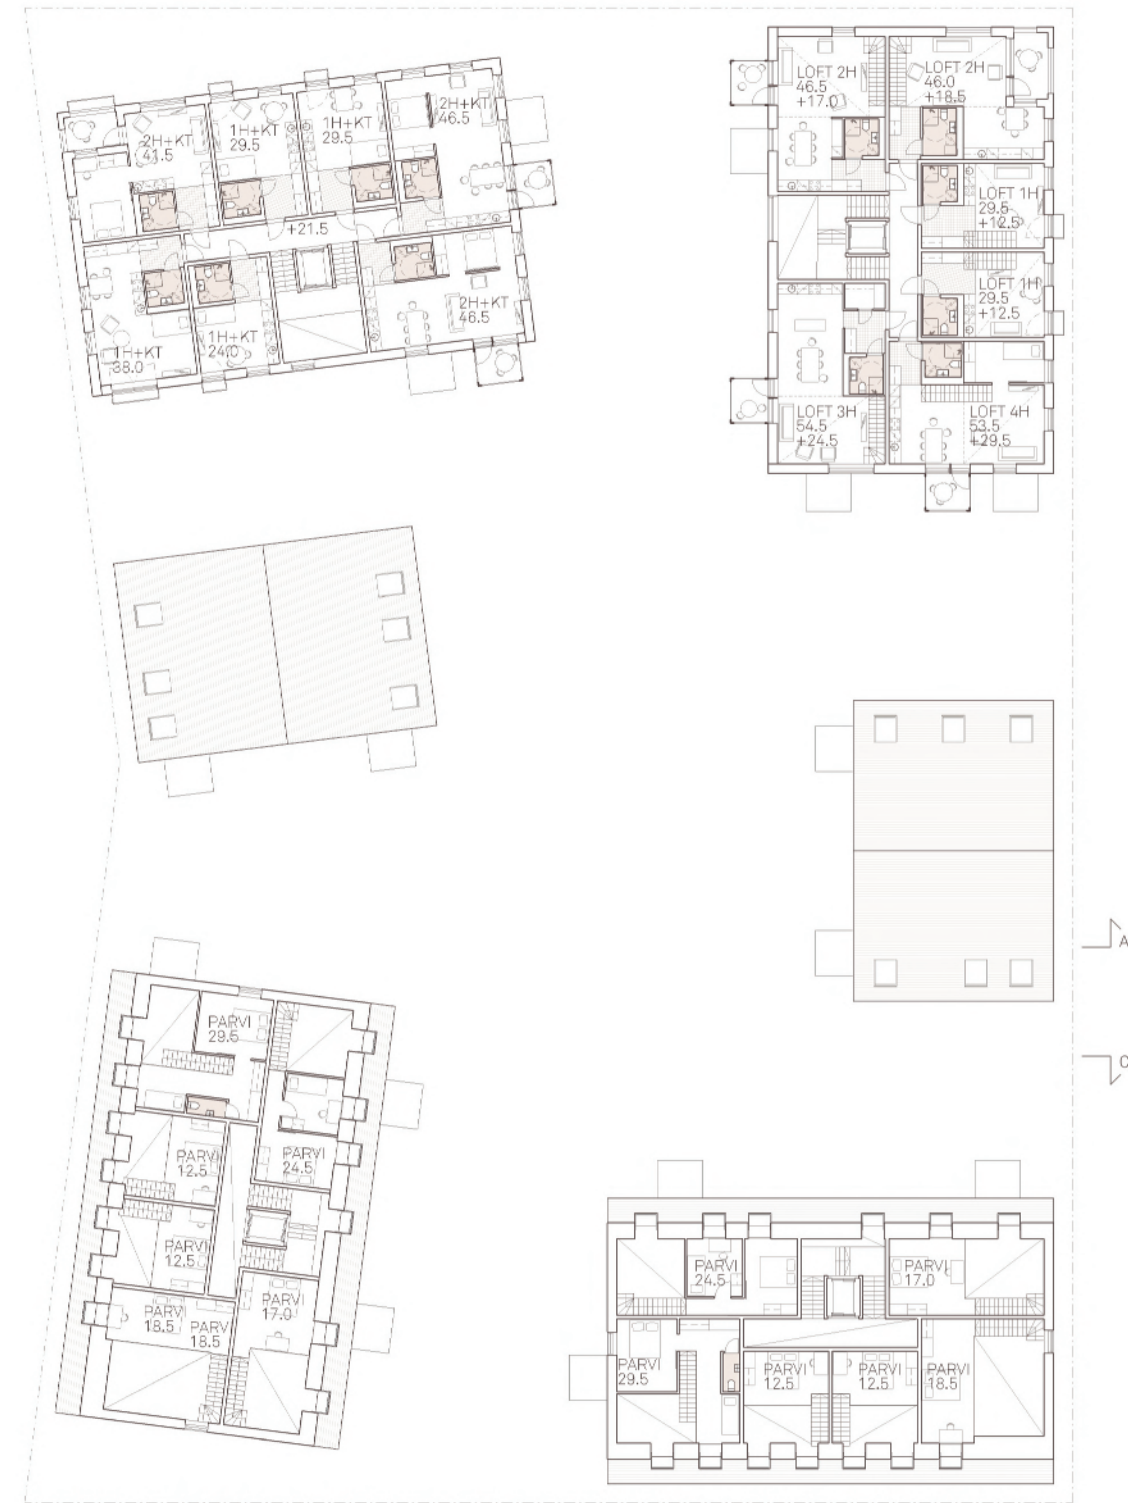 2H+KT
41.5
1H+KT
29.5
1H+KT
29.5
2H+KT
46.5
+21.5
1H+KT
38.0
1H+KT
24.0
2H+KT
46.5
LOFT 2H
46.5
+17.0
LOFT 2H
46.0
+18.5
LOFT 1H
29.5
+12.5
LOFT 1H
29.5
+12.5
LOFT 3H
54.5
+24.5
LOFT 4H
53.5
+29.5
A
C
PARVI
29.5
PARVI
12.5
PARVI
24.5
PARVI
12.5
PARVI
18.5
PARVI
18.5
PARVI
17.0
PARVI
24.5
PARVI
17.0
PARVI
29.5
PARVI
12.5
PARVI
12.5
PARVI
18.5